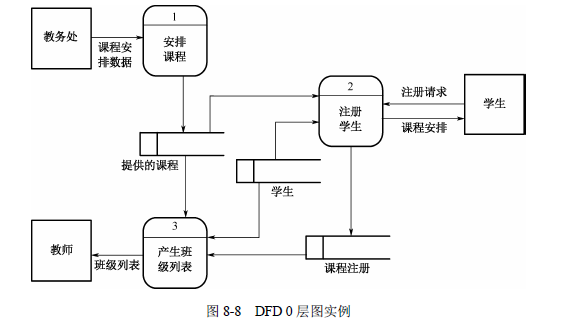 1
教务处
课程安
排数据
安排
课程
2
注册
学生
注册请求
课程安排
学生
提供的课程
学生
3
产生班
级列表
教师
班级列表
课程注册
图 8-8 DFD 0 层图实例